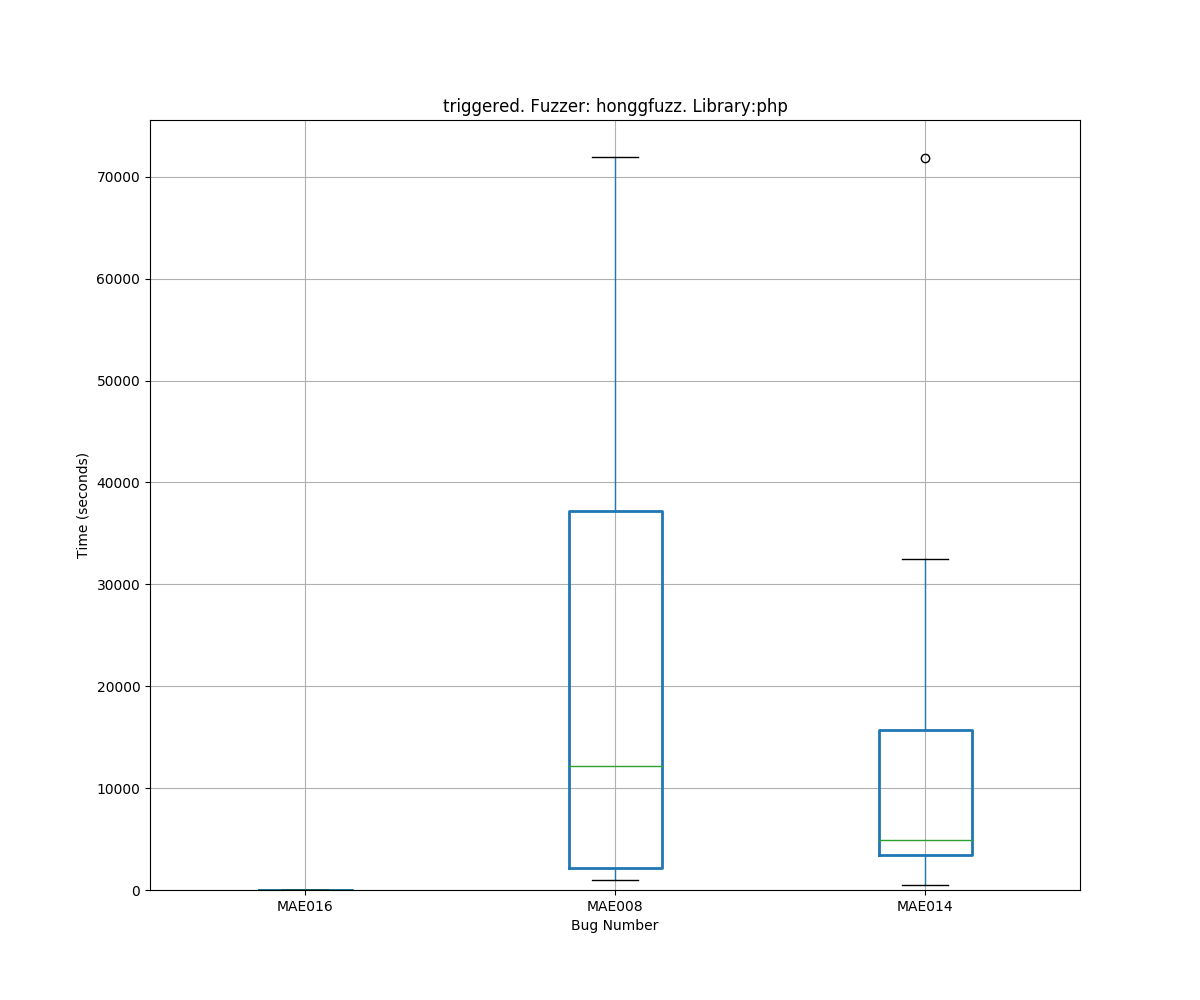 triggered. Fuzzer: honggfuzz. Library:php
70000
60000
50000
40000
30000
20000
10000
0
Time (seconds)
MAE016 MAE008 MAE014
Bug Number